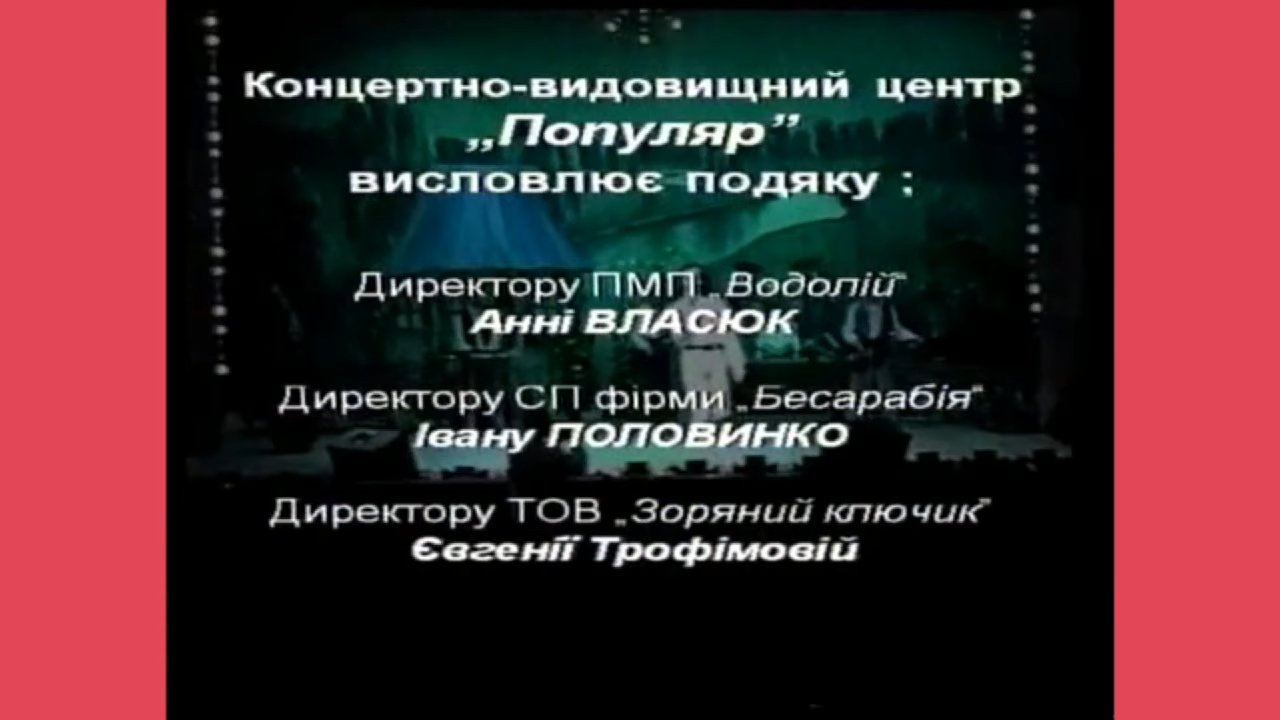 Концертно-видовищний центр
„Популяр”
висловлює подяку :
Директору ПМП „Водолій“
Анні ВЛАСЮК
Директору СП фірми „Бесарабія“
Івану ПОЛОВИНКО
Директору ТОВ „Зоряний ключик”
Євгенії Трофімовій